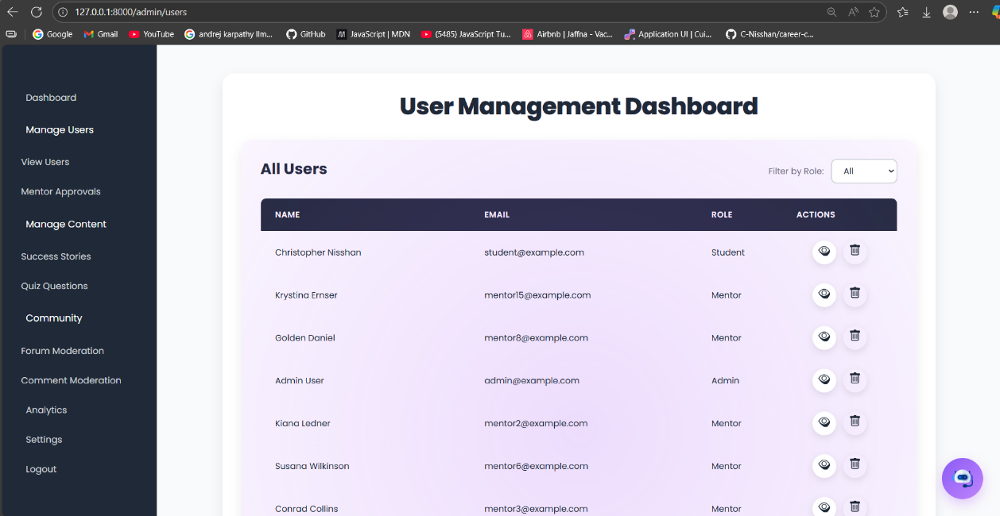 127.0.0.1:8000/admin/users
Google Gmail YouTube andrej karpathy llm... GitHub JavaScript | MDN (5485) JavaScript Tu... Airbnb | Jaffna - Vac... Application UI | Cui... C-Nisshan/career-c...
Dashboard
Manage Users
View Users
Mentor Approvals
Manage Content
Success Stories
Quiz Questions
Community
Forum Moderation
Comment Moderation
Analytics
Settings
Logout
User Management Dashboard
All Users
Filter by Role: All
NAME EMAIL ROLE ACTIONS
Christopher Nisshan student@example.com Student
Krystina Ernser mentor15@example.com Mentor
Golden Daniel mentor8@example.com Mentor
Admin User admin@example.com Admin
Kiana Ledner mentor2@example.com Mentor
Susana Wilkinson mentor6@example.com Mentor
Conrad Collins mentor3@example.com Mentor